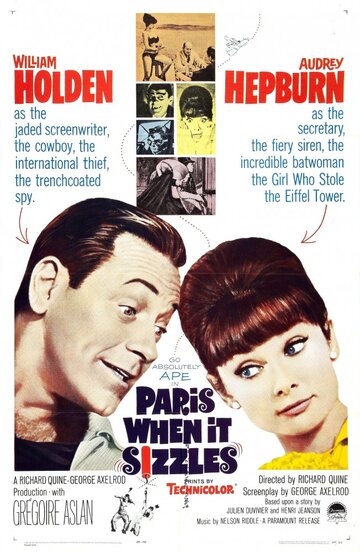 WILLIAM
HOLDEN
as the
jaded screenwriter,
the cowboy, the
international thief,
the trenchcoated
spy.
AUDREY
HEPBURN
as the
secretary,
the fiery siren, the
incredible batwoman
the Girl Who Stole
the Eiffel Tower.
GO
ABSOLUTELY
APE
IN
PARIS
WHEN IT
SIZZLES
PRINTS BY
TECHNICOLOR®
A RICHARD QUINE-GEORGE AXELROD
Production - with
GRÉGOIRE ASLAN
Directed by RICHARD QUINE
Screenplay by GEORGE AXELROD
Based upon a story by
JULIEN DUVIVIER and HENRI JEANSON
Music by NELSON RIDDLE - A PARAMOUNT RELEASE